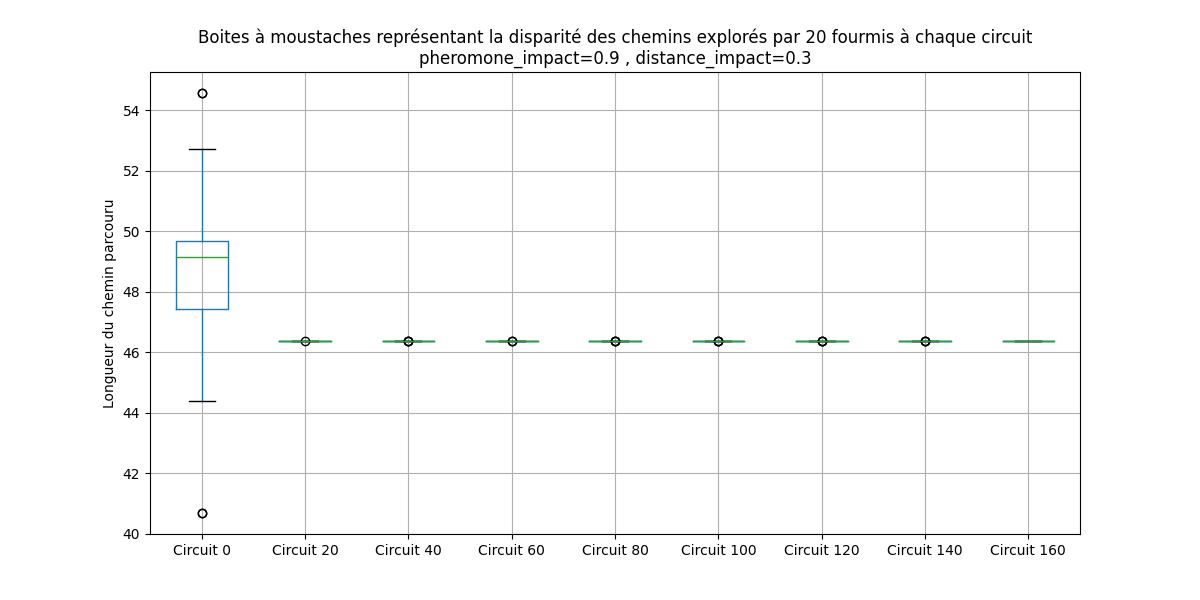 Boites à moustaches représentant la disparité des chemins explorés par 20 fourmis à chaque circuit
pheromone_impact=0.9 , distance_impact=0.3
Longueur du chemin parcouru
54
52
50
48
46
44
42
40
Circuit 0 Circuit 20 Circuit 40 Circuit 60 Circuit 80 Circuit 100 Circuit 120 Circuit 140 Circuit 160